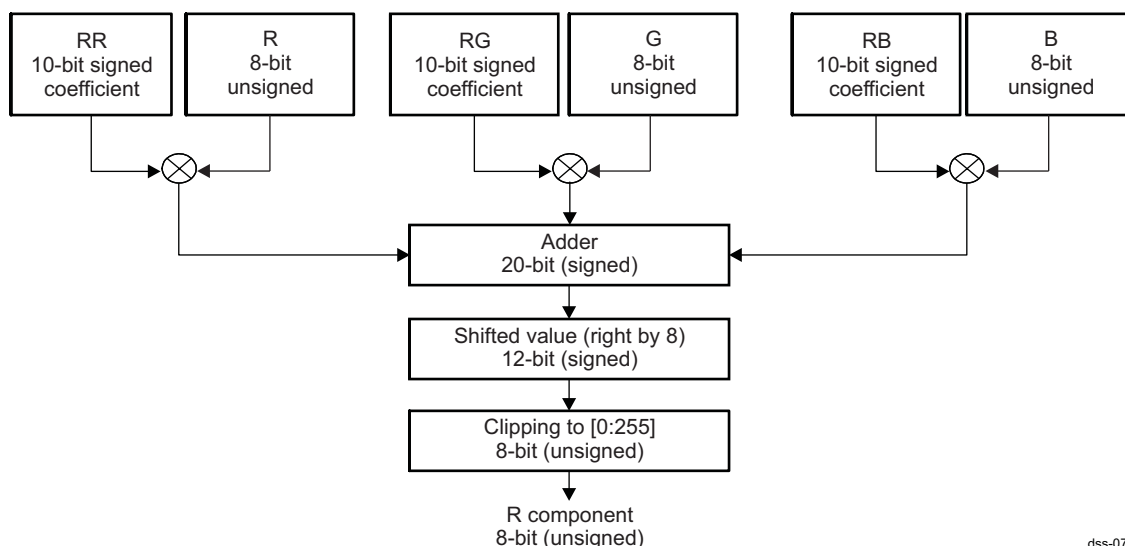 RR
10-bit signed
coefficient
R
8-bit
unsigned
RG
10-bit signed
coefficient
G
8-bit
unsigned
RB
10-bit signed
coefficient
B
8-bit
unsigned
Adder
20-bit (signed)
Shifted value (right by 8)
12-bit (signed)
Clipping to [0:255]
8-bit (unsigned)
R component
8-bit (unsigned)